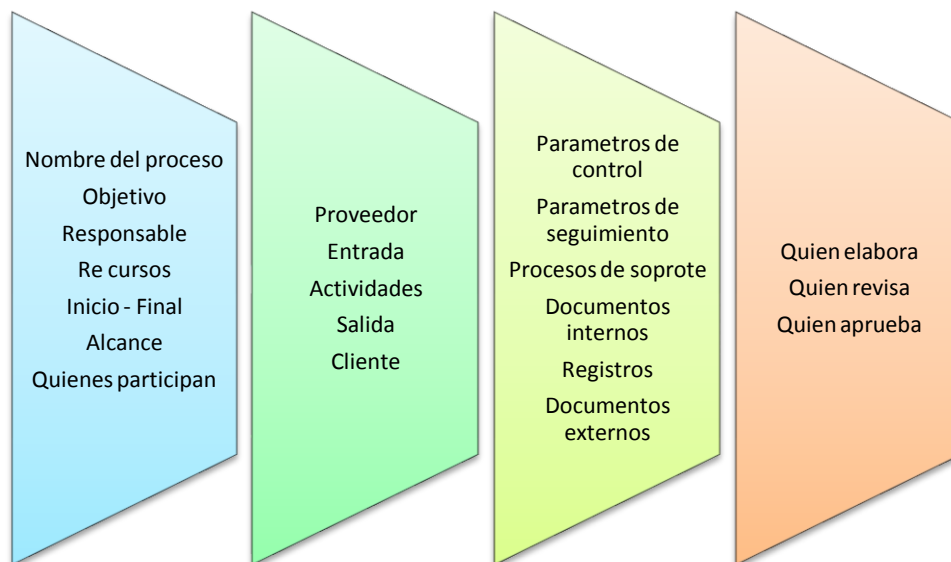 Nombre del proceso
Objetivo
Responsable
Re cursos
Inicio - Final
Alcance
Quienes participan
Proveedor
Entrada
Actividades
Salida
Cliente
Parametros de
control
Parametros de
seguimiento
Procesos de soprote
Documentos
internos
Registros
Documentos
externos
Quien elabora
Quien revisa
Quien aprueba